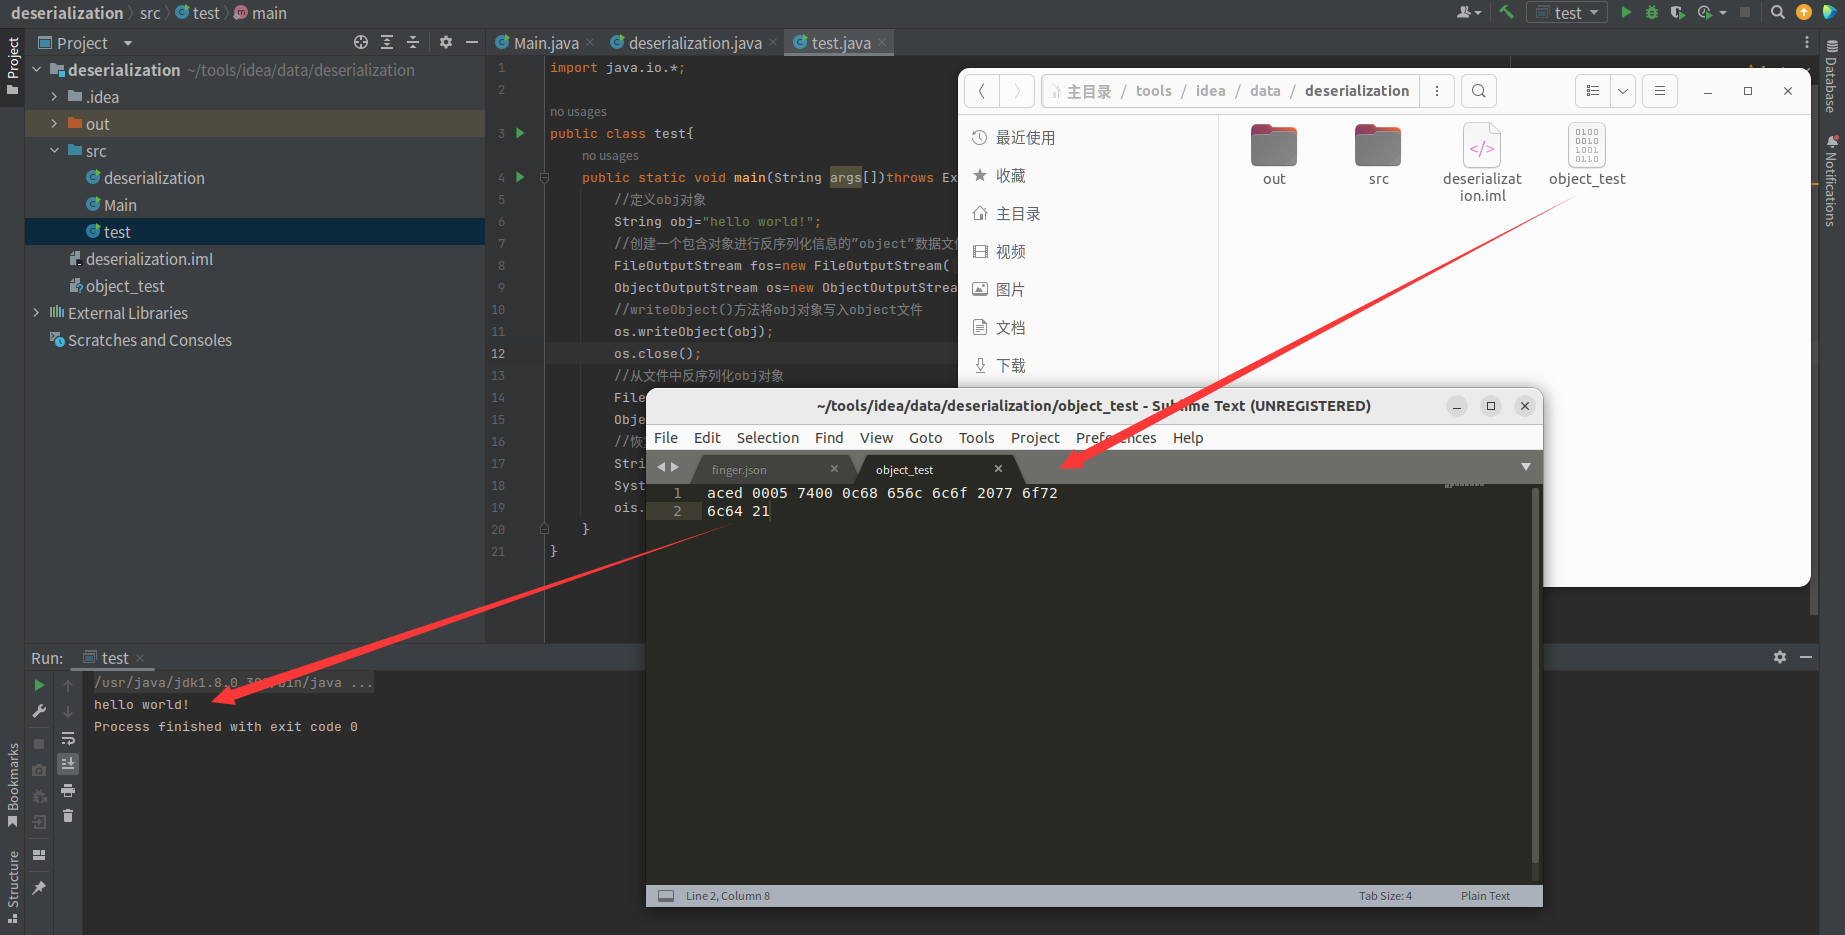 deserialization 〉 src 〉 test 〉 main
test
Project
Main.java
deserialization.java
test.java
deserialization ~/tools/idea/data/deserialization
.idea
out
src
deserialization
Main
test
deserialization.iml
object_test
External Libraries
Scratches and Consoles
Project
Bookmarks
Structure
Database
Notifications
1 import java.io.*;
2
no usages
3 public class test{
no usages
4 public static void main(String args[])throws Ex
5 //定义obj对象
6 String obj="hello world!";
7 //创建一个包含对象进行反序列化信息的”object”数据文件
8 FileOutputStream fos=new FileOutputStream(
9 ObjectOutputStream os=new ObjectOutputStrea
10 //writeObject()方法将obj对象写入object文件
11 os.writeObject(obj);
12 os.close();
13 //从文件中反序列化obj对象
14 File
15 Obje
16 //恢
17 Stri
18 Syst
19 ois.
20 }
21 }
主目录 / tools / idea / data / deserialization
最近使用
收藏
主目录
视频
图片
文档
下载
out
src
deserializat
ion.iml
object_test
~/tools/idea/data/deserialization/object_test - Sublime Text (UNREGISTERED)
File Edit Selection Find View Goto Tools Project Preferences Help
finger.json
object_test
1 aced 0005 7400 0c68 656c 6c6f 2077 6f72
2 6c64 21
Line 2, Column 8
Tab Size: 4
Plain Text
Run: test
/usr/java/jdk1.8.0 /bin/java ...
hello world!
Process finished with exit code 0